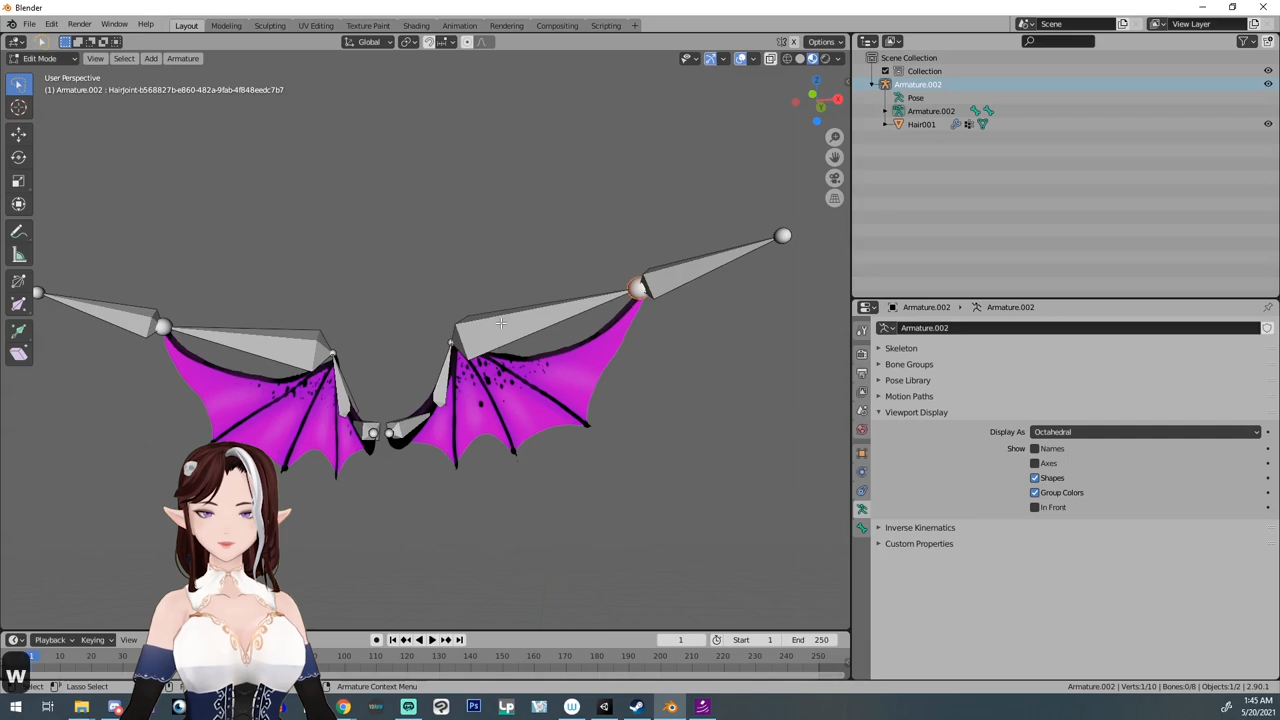 Blender
File Edit Render Window Help Layout Modeling Sculpting UV Editing Texture Paint Shading Animation Rendering Compositing Scripting + Scene View Layer
Global Options
Edit Mode View Select Add Armature
User Perspective
(1) Armature.002 : HairJoint-b568827b-e860-482a-9fab-4f848eedc7b7
X
Scene Collection
Collection
Armature.002
Pose
Armature.002
Hair001
Armature.002 Armature.002
Armature.002
Skeleton
Bone Groups
Pose Library
Motion Paths
Viewport Display
Display As Octahedral
Show Names
Axes
Shapes
Group Colors
In Front
Inverse Kinematics
Custom Properties
Playback Keying View 1 Start 1 End 250
1 10 20 30 100 110 120 130 140 150 160 170 180 190 200 210 220 230 240 250
W
Select Lasso Select Armature Context Menu Armature.002 | Verts:1/10 | Bones:0/8 | Objects:1/2 | 2.90.1
Ps Lp
1:45 AM
5/20/2021